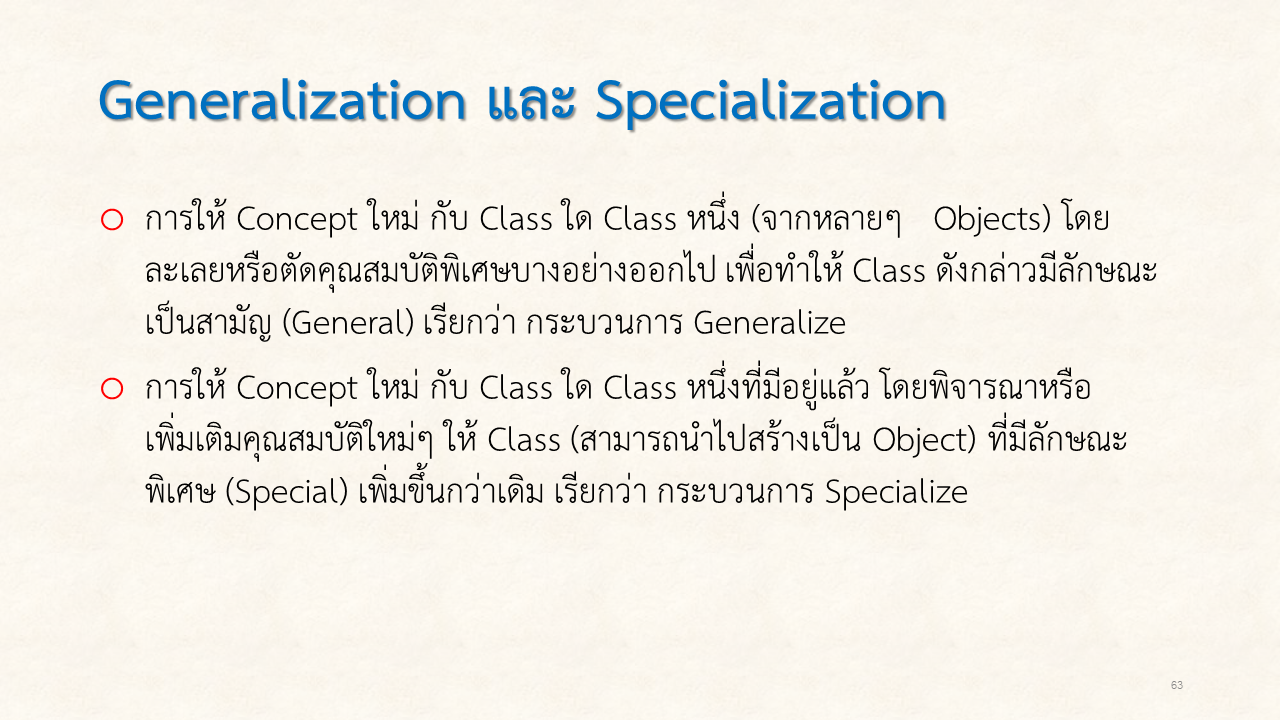 Generalization และ Specialization
การให้ Concept ใหม่ กับ Class ใด Class หนึ่ง (จากหลายๆ Objects) โดย
ละเลยหรือตัดคุณสมบัติพิเศษบางอย่างออกไป เพื่อทำให้ Class ดังกล่าวมีลักษณะ
เป็นสามัญ (General) เรียกว่า กระบวนการ Generalize
การให้ Concept ใหม่ กับ Class ใด Class หนึ่งที่มีอยู่แล้ว โดยพิจารณาหรือ
เพิ่มเติมคุณสมบัติใหม่ๆ ให้ Class (สามารถนำไปสร้างเป็น Object) ที่มีลักษณะ
พิเศษ (Special) เพิ่มขึ้นกว่าเดิม เรียกว่า กระบวนการ Specialize
63